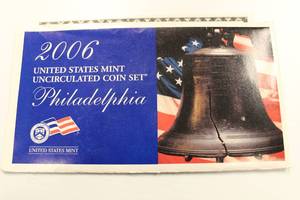 2006
UNITED STATES MINT
UNCIRCULATED COIN SET®
Philadelphia
UNITED STATES MINT